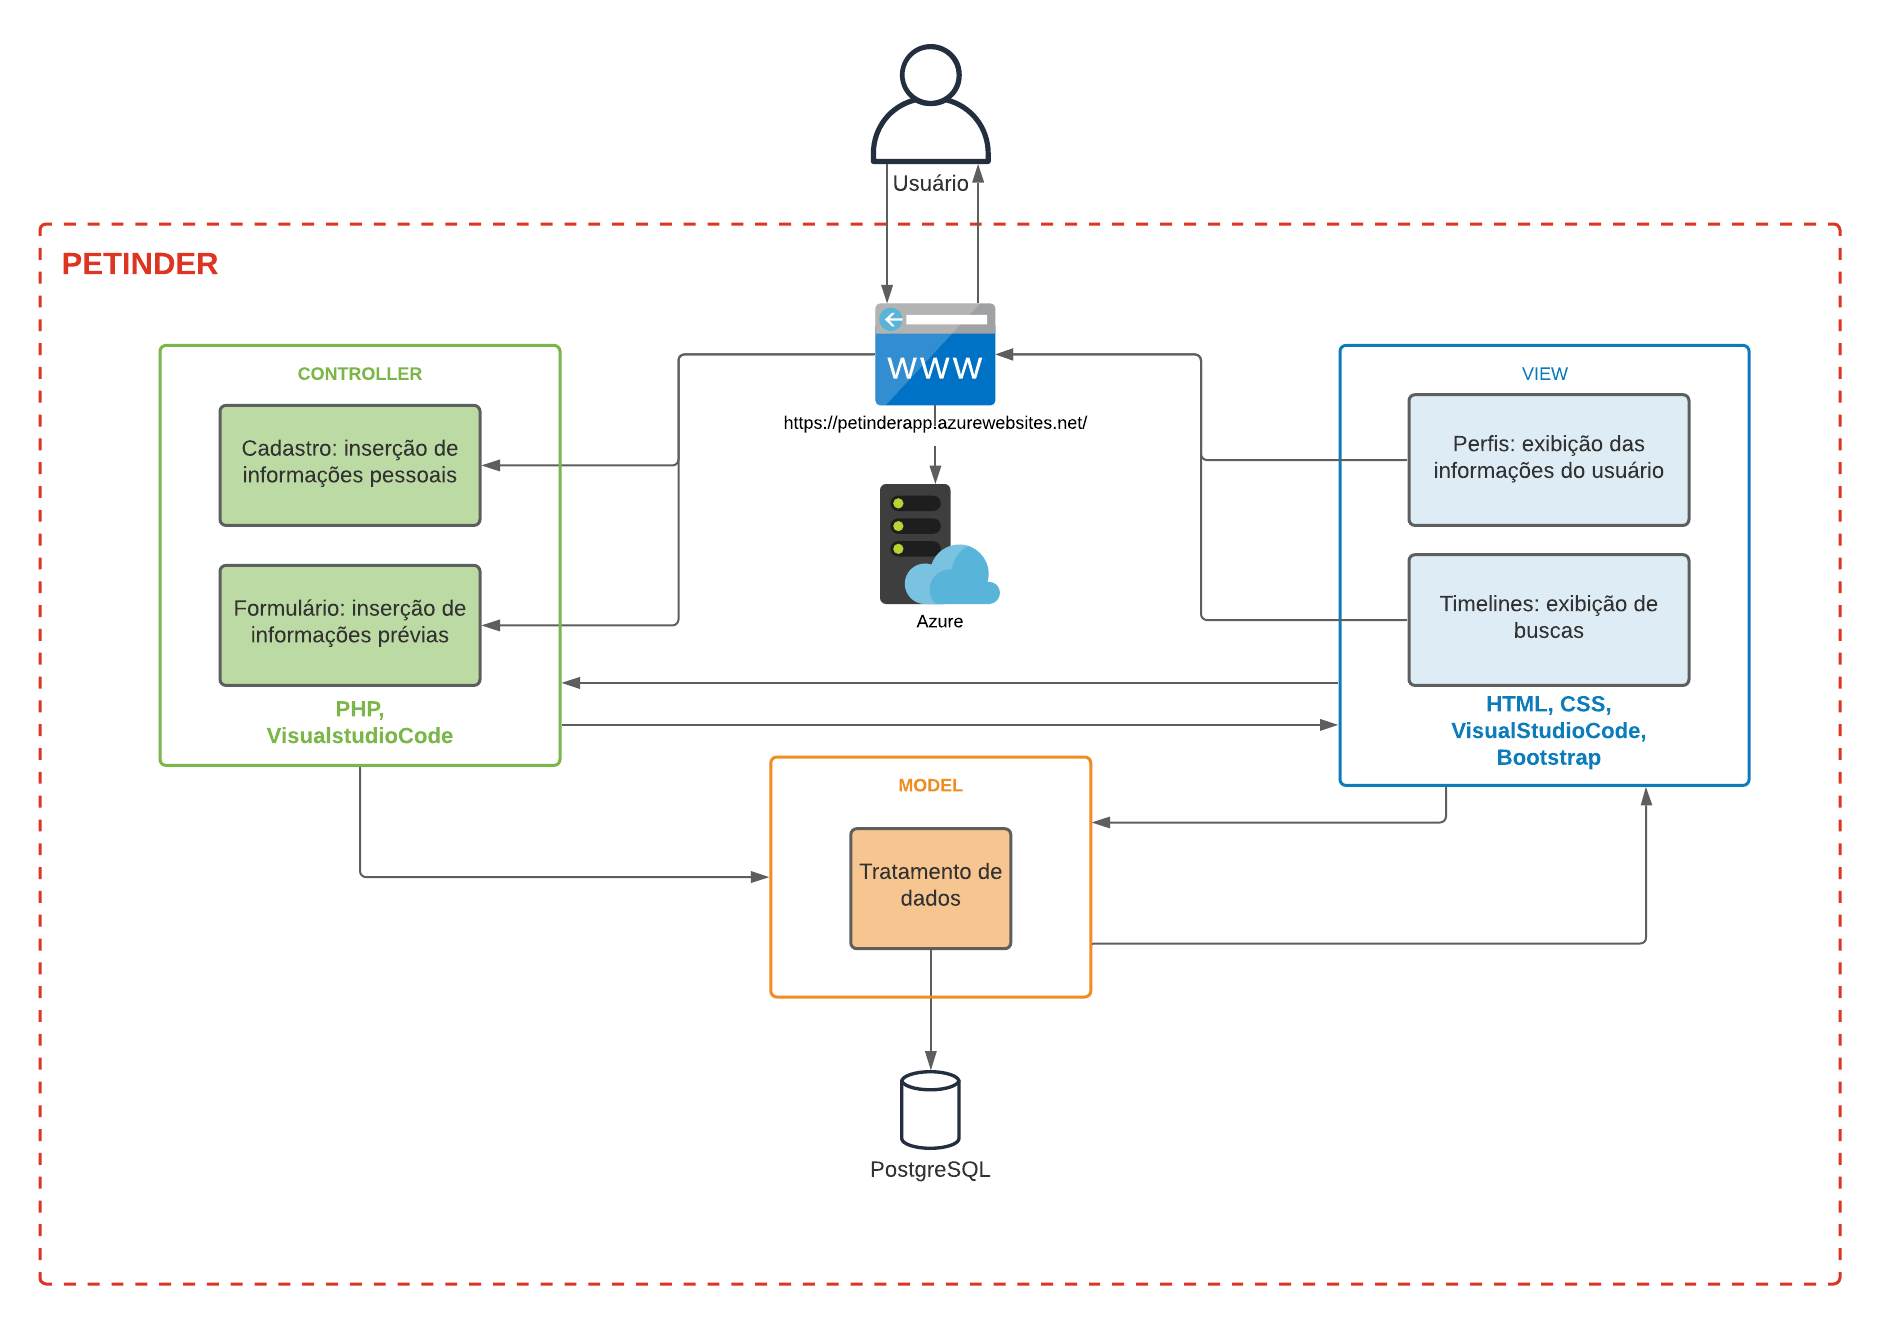 Usuário
PETINDER
WWW
https://petinderapp.azurewebsites.net/
Azure
CONTROLLER
Cadastro: inserção de
informações pessoais
Formulário: inserção de
informações prévias
PHP,
VisualstudioCode
VIEW
Perfis: exibição das
informações do usuário
Timelines: exibição de
buscas
HTML, CSS,
VisualStudioCode,
Bootstrap
MODEL
Tratamento de
dados
PostgreSQL